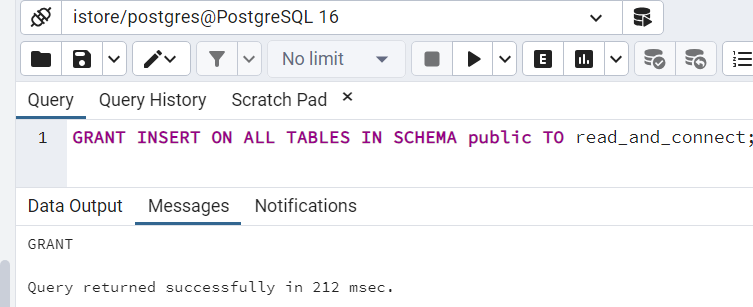 istore/postgres@PostgreSQL 16
No limit
E
Query Query History Scratch Pad ×
1 GRANT INSERT ON ALL TABLES IN SCHEMA public TO read_and_connect;
Data Output Messages Notifications
GRANT
Query returned successfully in 212 msec.